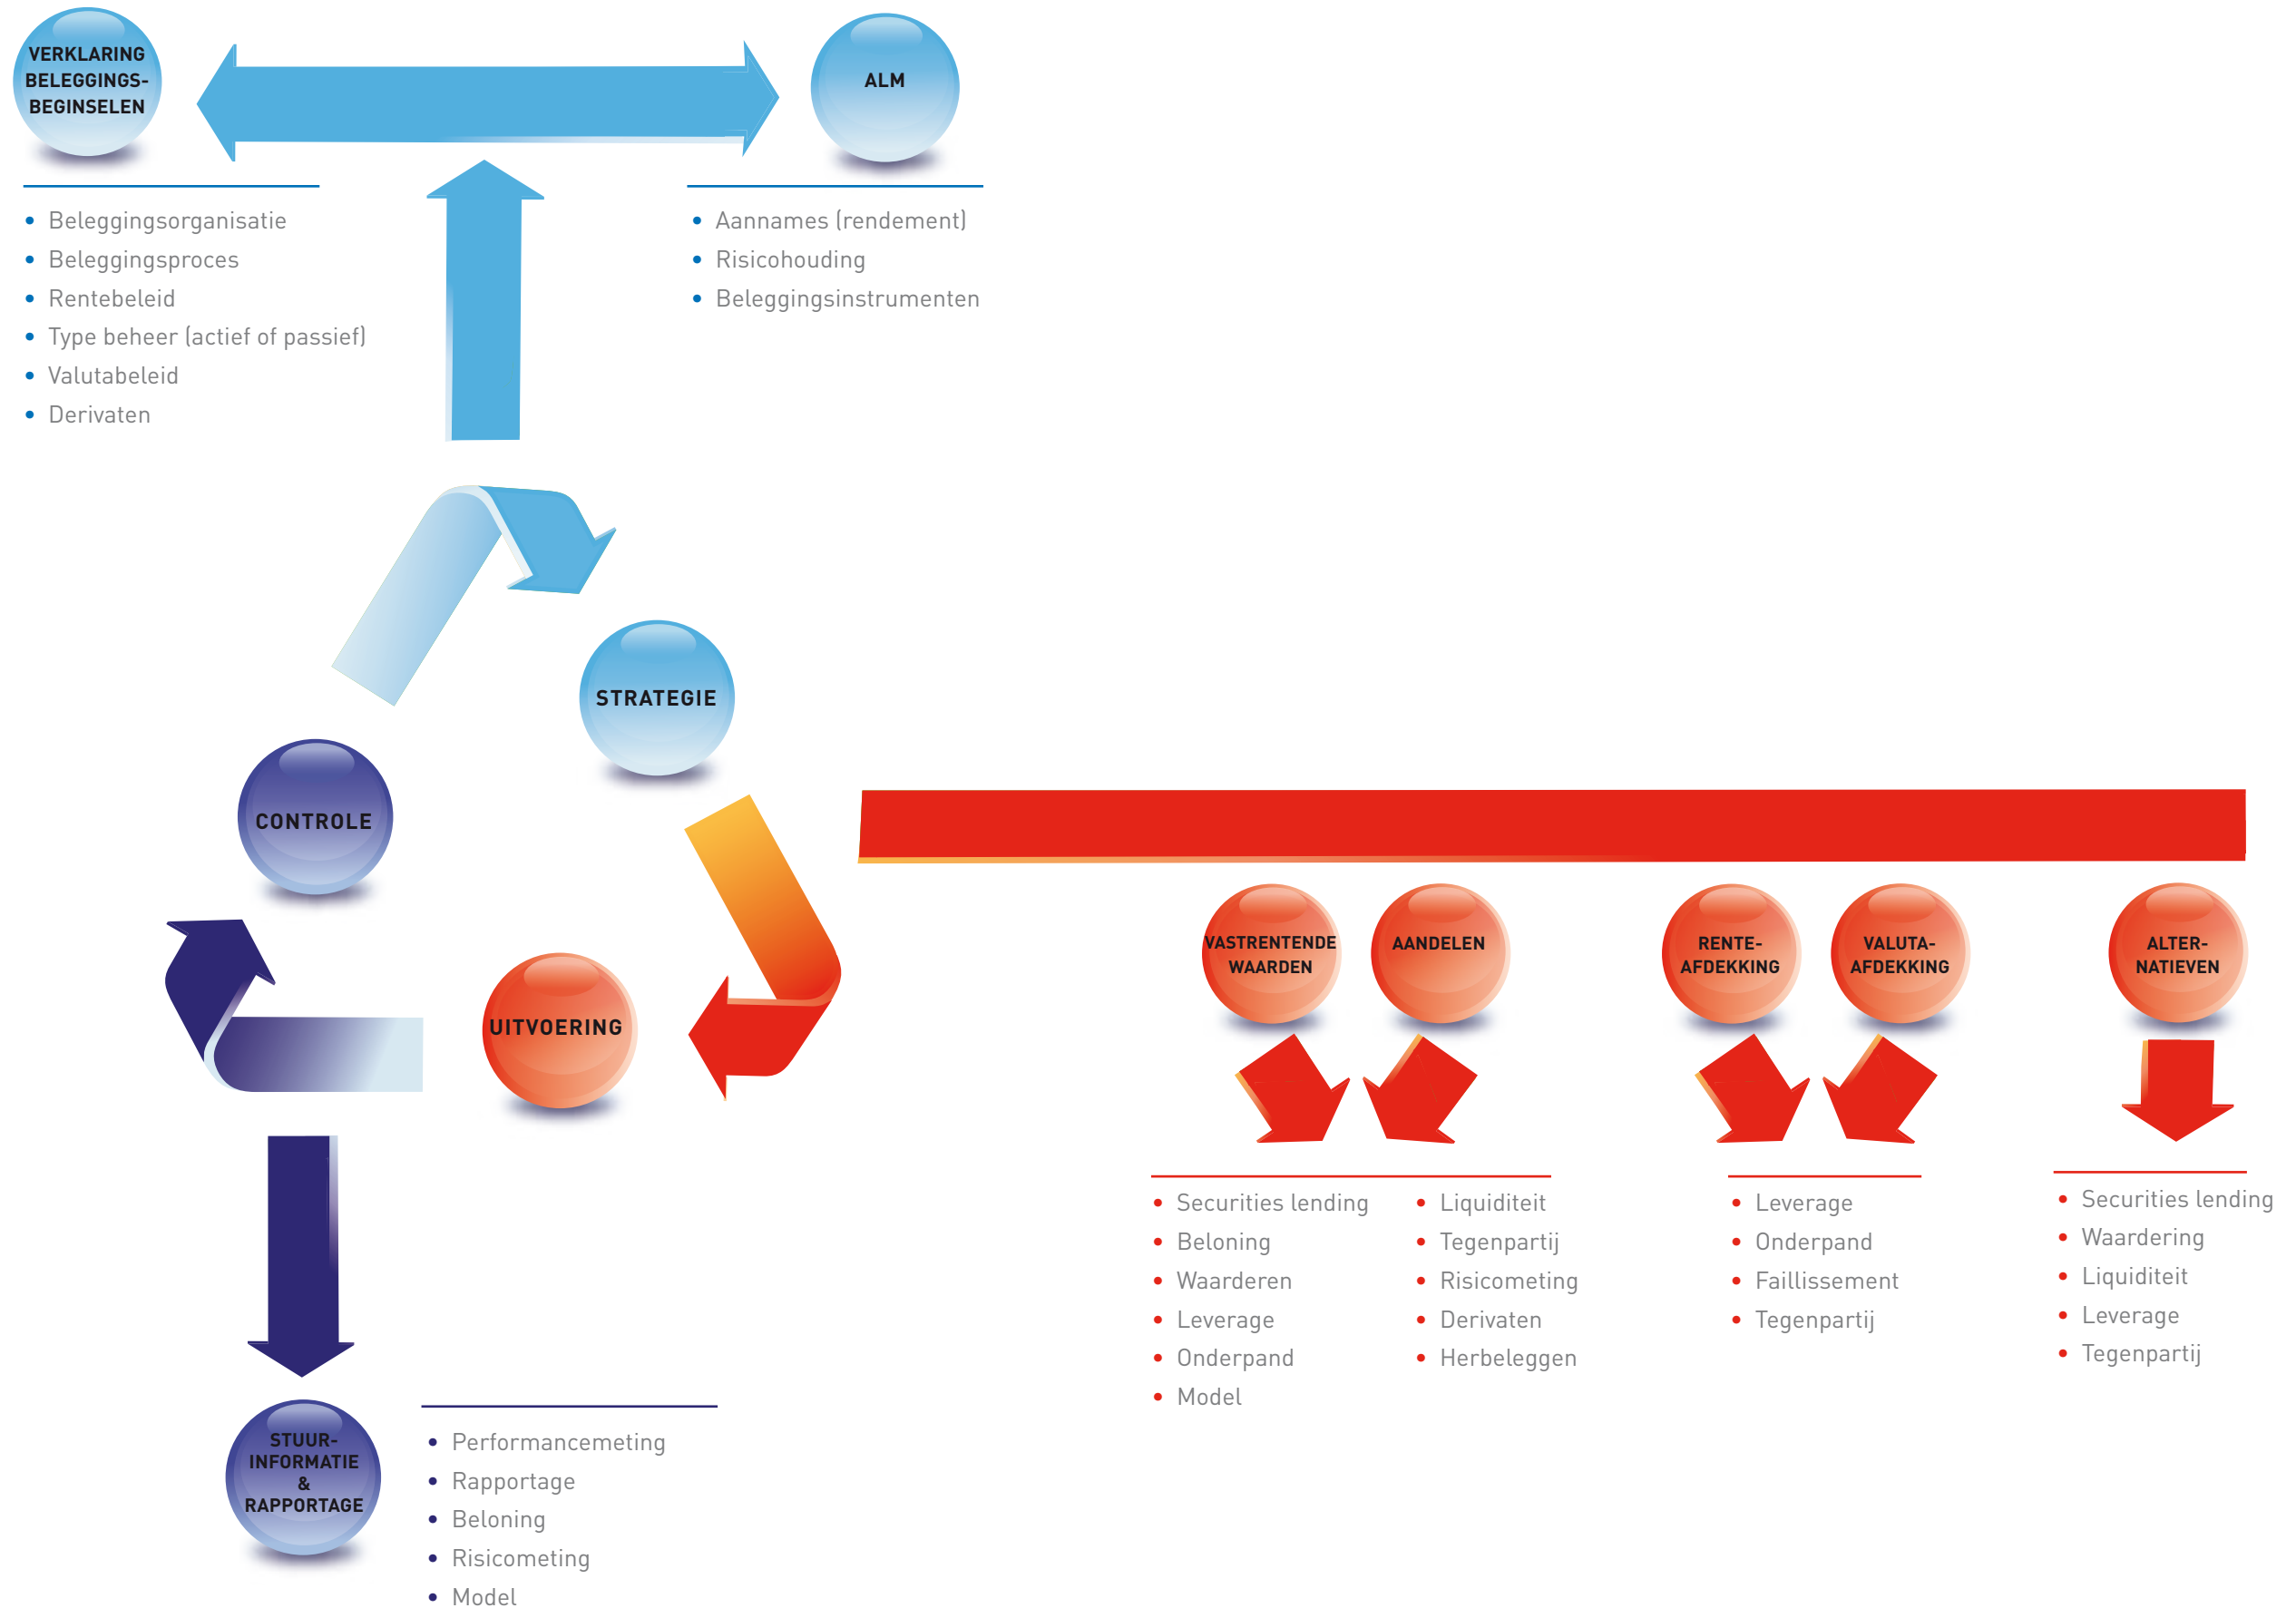 VERKLARING
BELEGGINGS-
BEGINSELEN
ALM
• Beleggingsorganisatie
• Beleggingsproces
• Rentebeleid
• Type beheer (actief of passief)
• Valutabeleid
• Derivaten
• Aannames (rendement)
• Risicohouding
• Beleggingsinstrumenten
STRATEGIE
CONTROLE
UITVOERING
VASTRENTENDE
WAARDEN
AANDELEN
RENTE-
AFDEKKING
VALUTA-
AFDEKKING
ALTER-
NATIEVEN
• Securities lending
• Beloning
• Waarderen
• Leverage
• Onderpand
• Model
• Liquiditeit
• Tegenpartij
• Risicometing
• Derivaten
• Herbeleggen
• Leverage
• Onderpand
• Faillissement
• Tegenpartij
• Securities lending
• Waardering
• Liquiditeit
• Leverage
• Tegenpartij
STUUR-
INFORMATIE
&
RAPPORTAGE
• Performancemeting
• Rapportage
• Beloning
• Risicometing
• Model